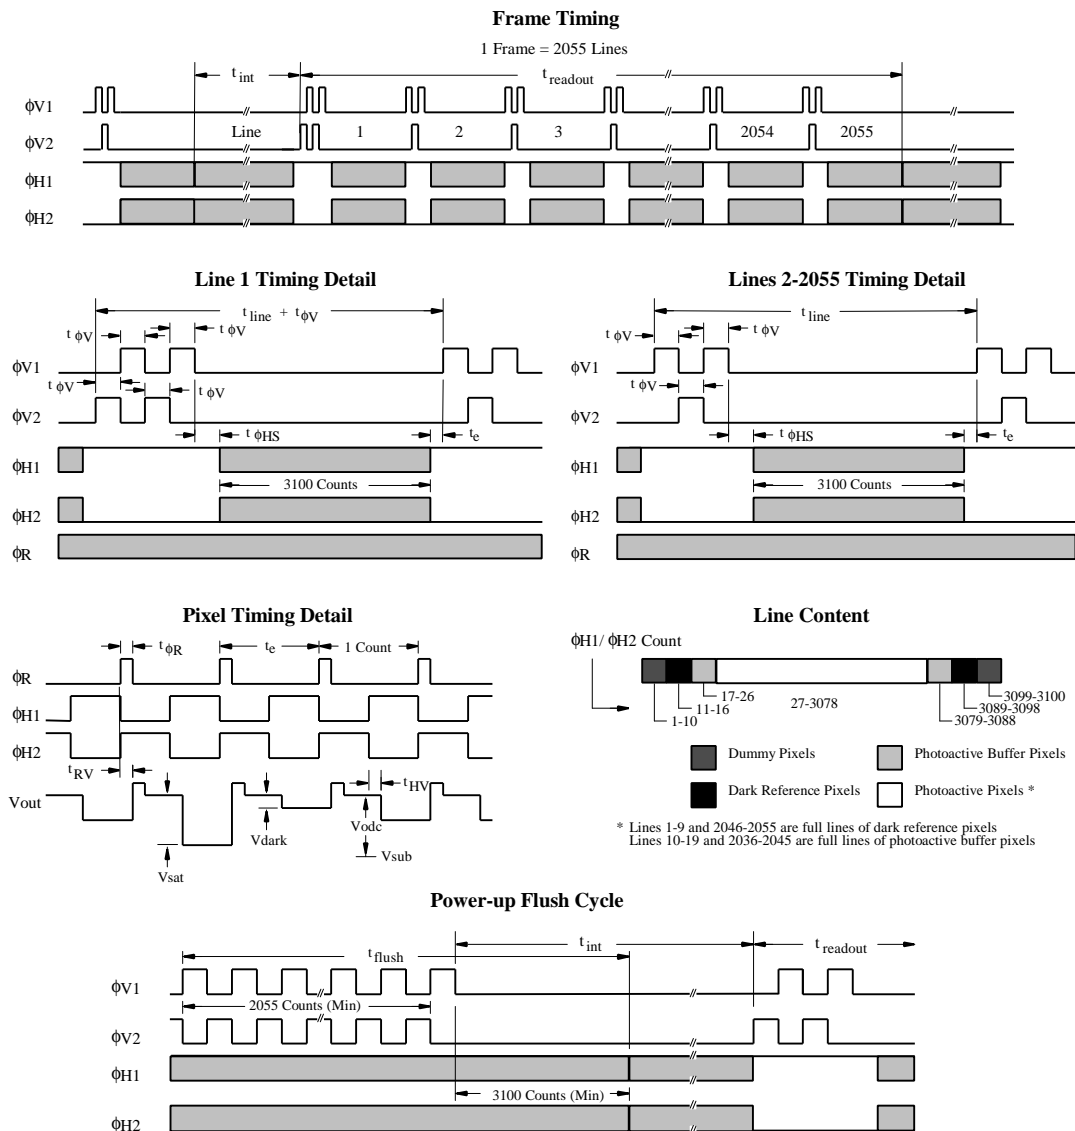 Frame Timing
1 Frame = 2055 Lines
t int
t readout
ϕV1
ϕV2
Line 1 2 3 2054 2055
ϕH1
ϕH2
Line 1 Timing Detail
t line + t ϕV
t ϕV
t ϕV
ϕV1
t ϕV
t ϕV
ϕV2
t ϕHS
t e
ϕH1
3100 Counts
ϕH2
ϕR
Lines 2-2055 Timing Detail
t line
t ϕV
t ϕV
ϕV1
t ϕV
ϕV2
t ϕHS
t e
ϕH1
3100 Counts
ϕH2
ϕR
Pixel Timing Detail
t ϕR
t e
1 Count
ϕR
ϕH1
ϕH2
t RV
t HV
Vout
Vdark
Vodc
Vsub
Vsat
Line Content
ϕH1/ ϕH2 Count
17-26
11-16
1-10
27-3078
3099-3100
3089-3098
3079-3088
Dummy Pixels
Photoactive Buffer Pixels
Dark Reference Pixels
Photoactive Pixels *
* Lines 1-9 and 2046-2055 are full lines of dark reference pixels
Lines 10-19 and 2036-2045 are full lines of photoactive buffer pixels
Power-up Flush Cycle
t flush
t int
t readout
ϕV1
2055 Counts (Min)
ϕV2
ϕH1
3100 Counts (Min)
ϕH2